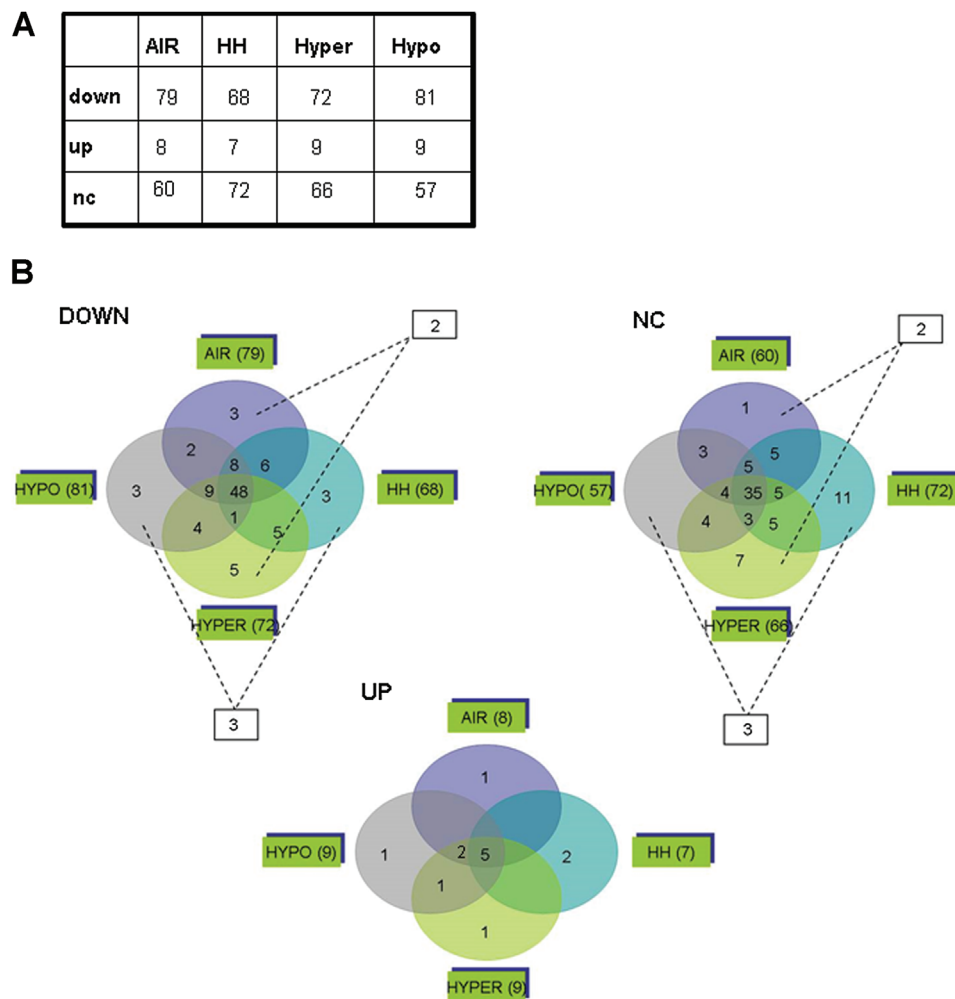 A
AIR HH Hyper Hypo
down 79 68 72 81
up 8 7 9 9
nc 60 72 66 57
B
DOWN
2
AIR (79)
3
2
8 6
HYPO (81)
3
9 48
3
HH (68)
4
1
5
5
HYPER (72)
3
NC
2
AIR (60)
1
3
5
5
HYPO( 57)
4 35 5
11
HH (72)
4
3
5
7
HYPER (66)
3
UP
AIR (8)
1
HYPO (9)
1
2 5
2
HH (7)
1
1
HYPER (9)